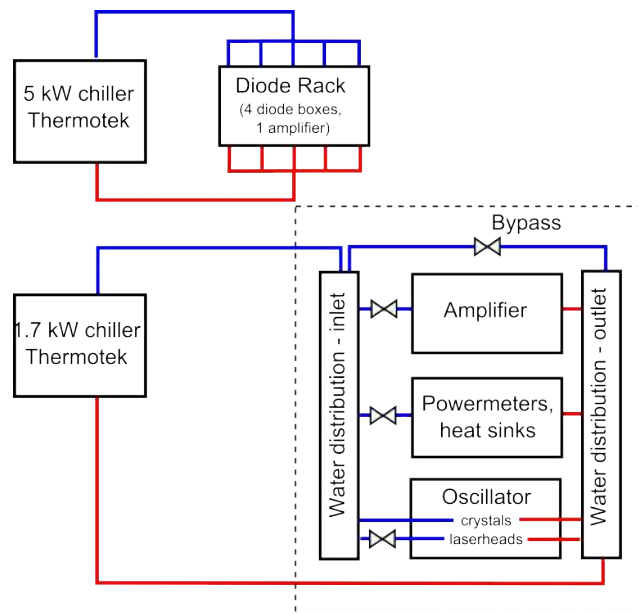 5 kW chiller
Thermotek
Diode Rack
(4 diode boxes,
1 amplifier)
Bypass
1.7 kW chiller
Thermotek
Water distribution - inlet
Amplifier
Powermeters,
heat sinks
Oscillator
crystals
laserheads
Water distribution - outlet